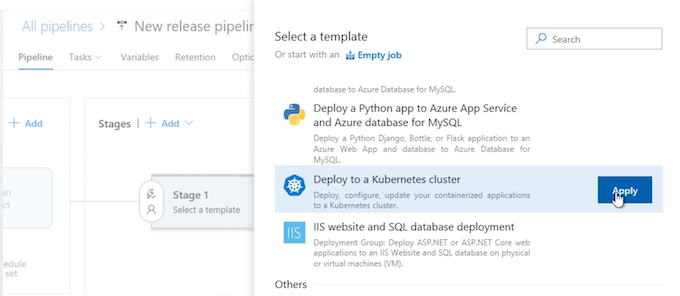 All pipelines > New release pipelin
Pipeline Tasks Variables Retention Optio
+ Add
Stages | + Add
Stage 1
Select a template
an
ct
hedule
set
Select a template
Or start with an Empty job
Search
database to Azure Database for MySQL.
Deploy a Python app to Azure App Service
and Azure database for MySQL
Deploy a Python Django, Bottle, or Flask application to an
Azure Web App and database to Azure Database for
MySQL.
Deploy to a Kubernetes cluster
Deploy, configure, update your containerized applications
to a Kubernetes cluster.
Apply
IIS
IIS website and SQL database deployment
Deployment Group: Deploy ASP.NET or ASP.NET Core web
applications to an IIS Website and SQL database on physical
or virtual machines (VM).
Others